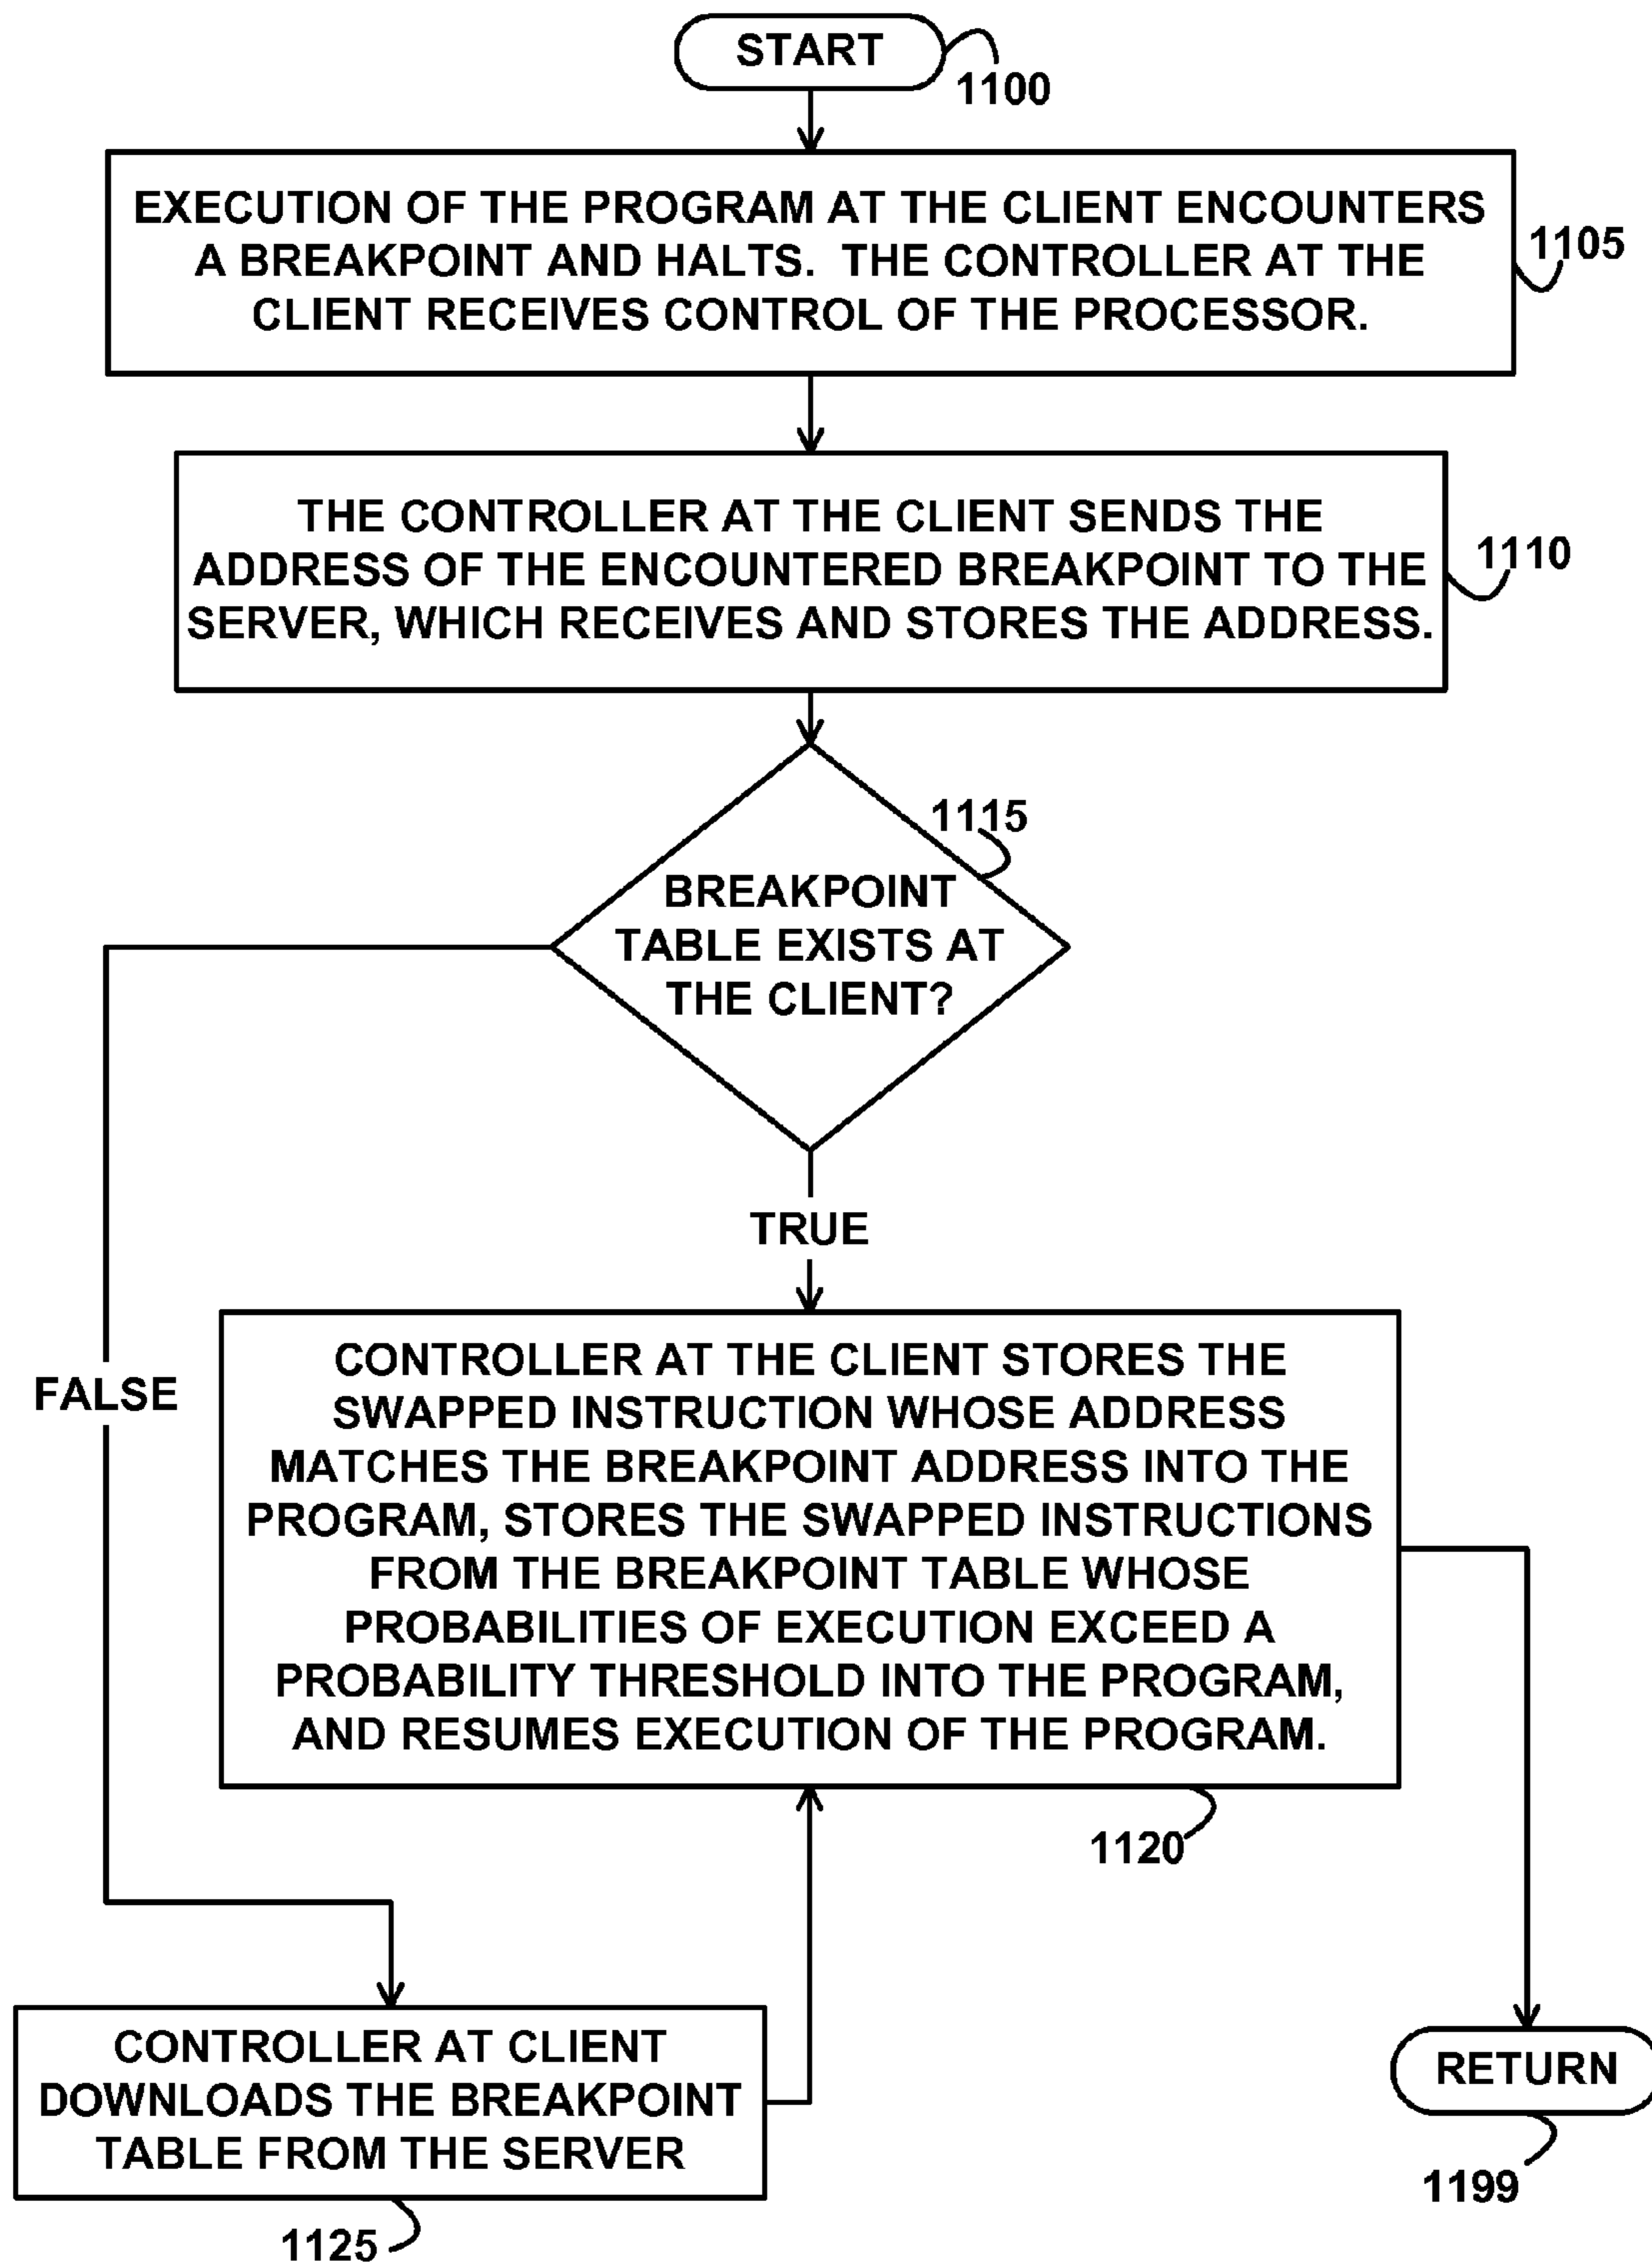 START
1100
EXECUTION OF THE PROGRAM AT THE CLIENT ENCOUNTERS
A BREAKPOINT AND HALTS. THE CONTROLLER AT THE
CLIENT RECEIVES CONTROL OF THE PROCESSOR.
1105
THE CONTROLLER AT THE CLIENT SENDS THE
ADDRESS OF THE ENCOUNTERED BREAKPOINT TO THE
SERVER, WHICH RECEIVES AND STORES THE ADDRESS.
1110
1115
BREAKPOINT
TABLE EXISTS AT
THE CLIENT?
TRUE
FALSE
CONTROLLER AT THE CLIENT STORES THE
SWAPPED INSTRUCTION WHOSE ADDRESS
MATCHES THE BREAKPOINT ADDRESS INTO THE
PROGRAM, STORES THE SWAPPED INSTRUCTIONS
FROM THE BREAKPOINT TABLE WHOSE
PROBABILITIES OF EXECUTION EXCEED A
PROBABILITY THRESHOLD INTO THE PROGRAM,
AND RESUMES EXECUTION OF THE PROGRAM.
1120
CONTROLLER AT CLIENT
DOWNLOADS THE BREAKPOINT
TABLE FROM THE SERVER
1125
RETURN
1199